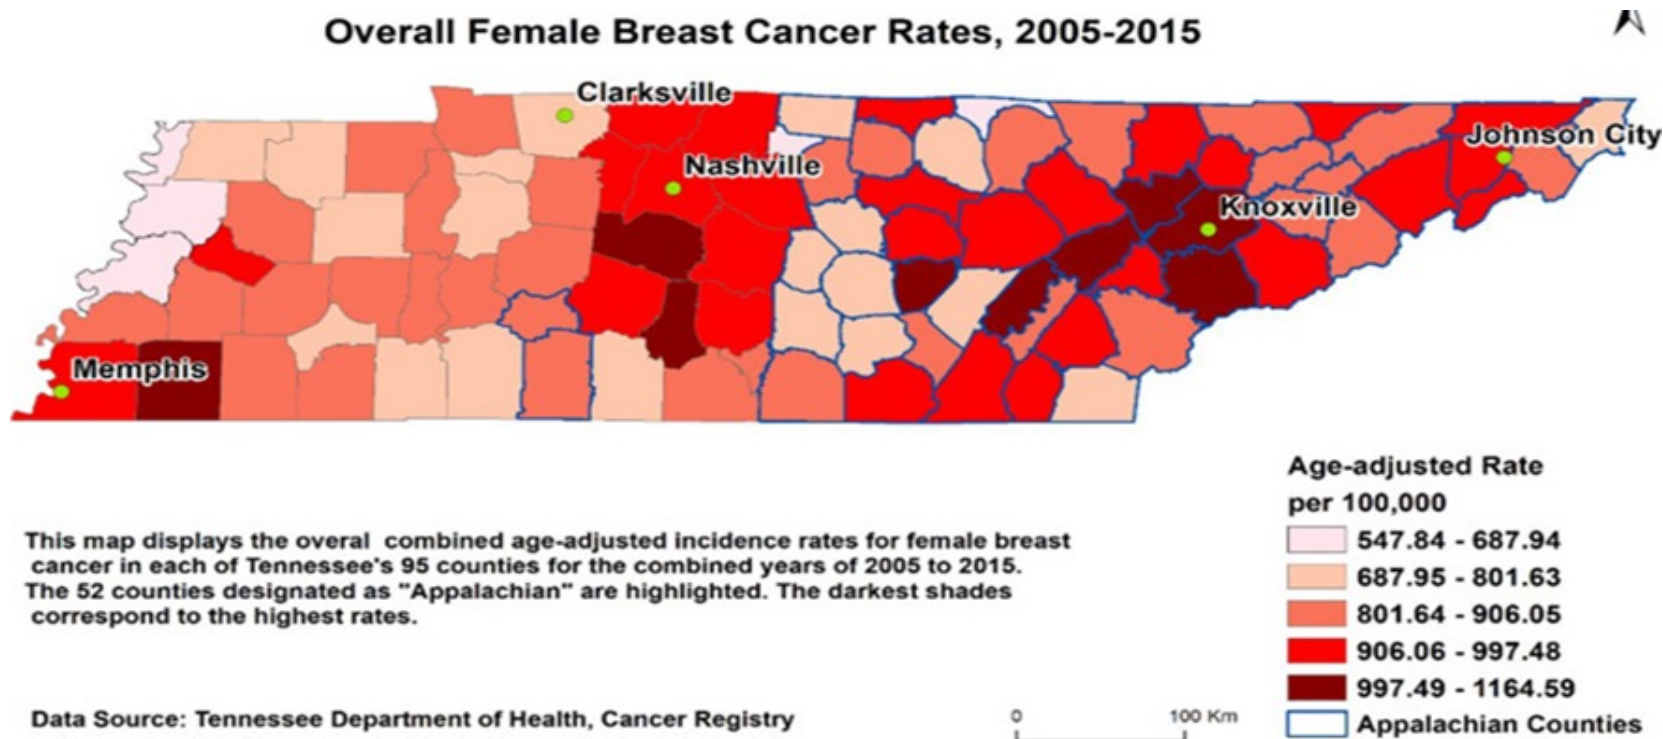 Overall Female Breast Cancer Rates, 2005-2015
Clarksville
Johnson City
Nashville
Knoxville
Memphis
Age-adjusted Rate
per 100,000
547.84 - 687.94
687.95 - 801.63
801.64 - 906.05
906.06 - 997.48
997.49 - 1164.59
Appalachian Counties
This map displays the overal combined age-adjusted incidence rates for female breast
cancer in each of Tennessee's 95 counties for the combined years of 2005 to 2015.
The 52 counties designated as "Appalachian" are highlighted. The darkest shades
correspond to the highest rates.
Data Source: Tennessee Department of Health, Cancer Registry
0 100 Km